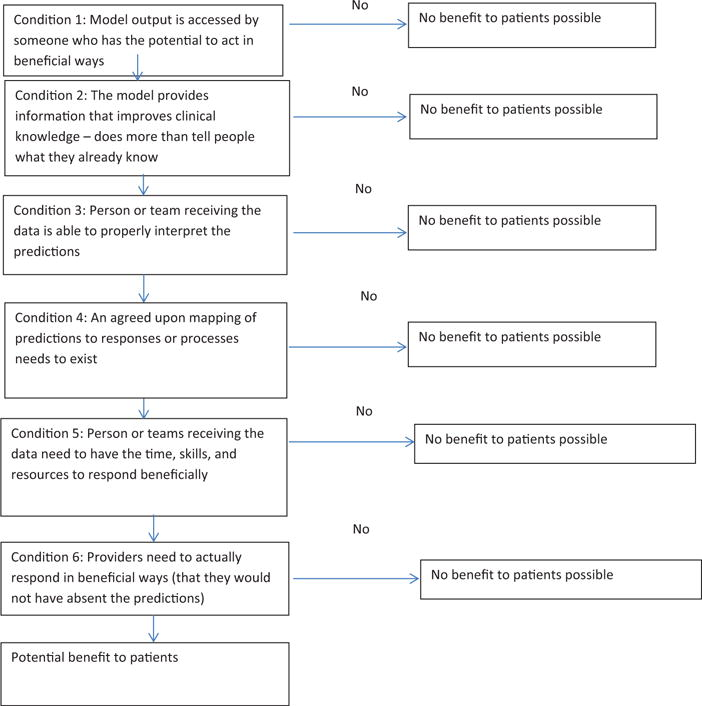 Condition 1: Model output is accessed by
someone who has the potential to act in
beneficial ways
No
No benefit to patients possible
Condition 2: The model provides
information that improves clinical
knowledge – does more than tell people
what they already know
No
No benefit to patients possible
Condition 3: Person or team receiving the
data is able to properly interpret the
predictions
No
No benefit to patients possible
Condition 4: An agreed upon mapping of
predictions to responses or processes
needs to exist
No
No benefit to patients possible
Condition 5: Person or teams receiving the
data need to have the time, skills, and
resources to respond beneficially
No
No benefit to patients possible
Condition 6: Providers need to actually
respond in beneficial ways (that they would
not have absent the predictions)
No
No benefit to patients possible
Potential benefit to patients